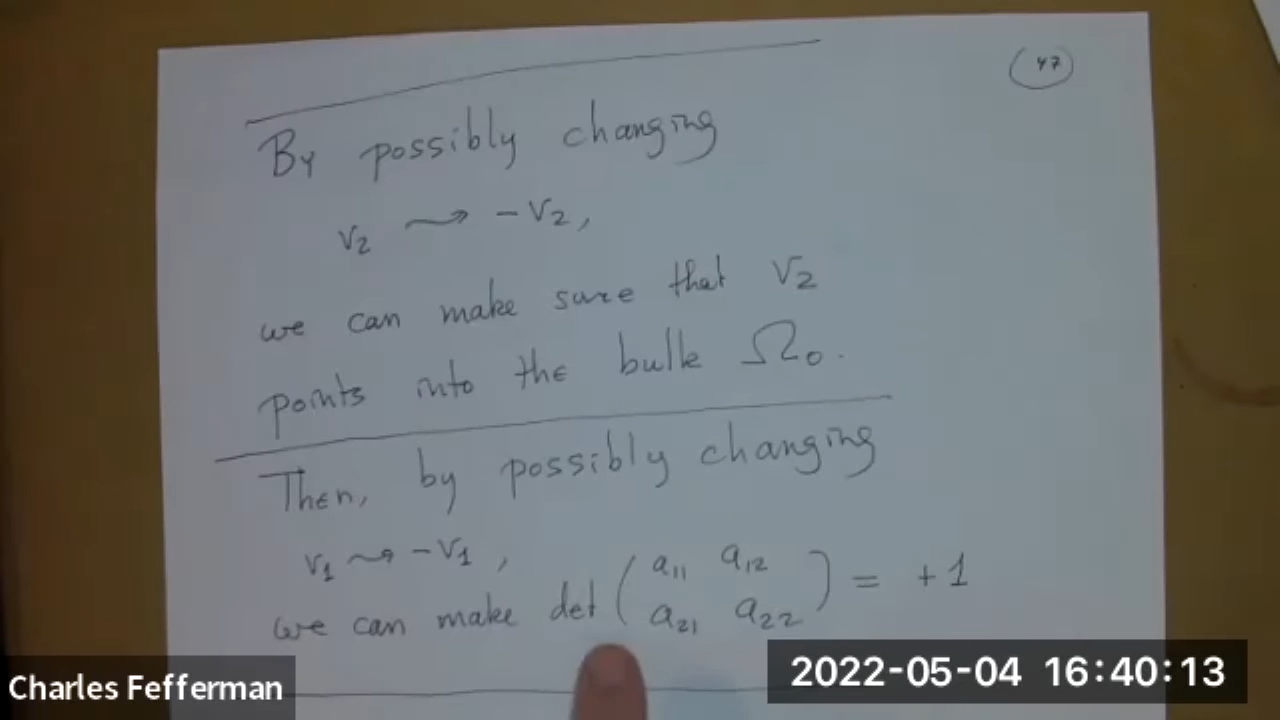 47
By possibly changing
v₂ ⇝ -v₂,
we can make sure that v₂
points into the bulk Ω₀.
Then, by possibly changing
v₁ ⇝ -v₁,
we can make det ( a₁₁ a₁₂
a₂₁ a₂₂ ) = +1
Charles Fefferman
2022-05-04 16:40:13